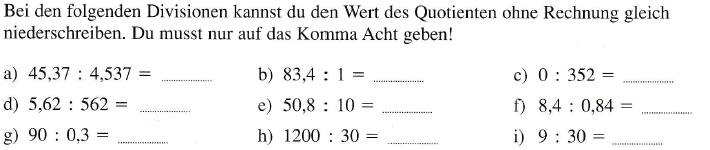 Bei den folgenden Divisionen kannst du den Wert des Quotienten ohne Rechnung gleich
niederschreiben. Du musst nur auf das Komma Acht geben!
a) 45,37 : 4,537 = ............ b) 83,4 : 1 = ............ c) 0 : 352 = ............
d) 5,62 : 562 = ............ e) 50,8 : 10 = ............ f) 8,4 : 0,84 = ............
g) 90 : 0,3 = ............ h) 1200 : 30 = ............ i) 9 : 30 = ............